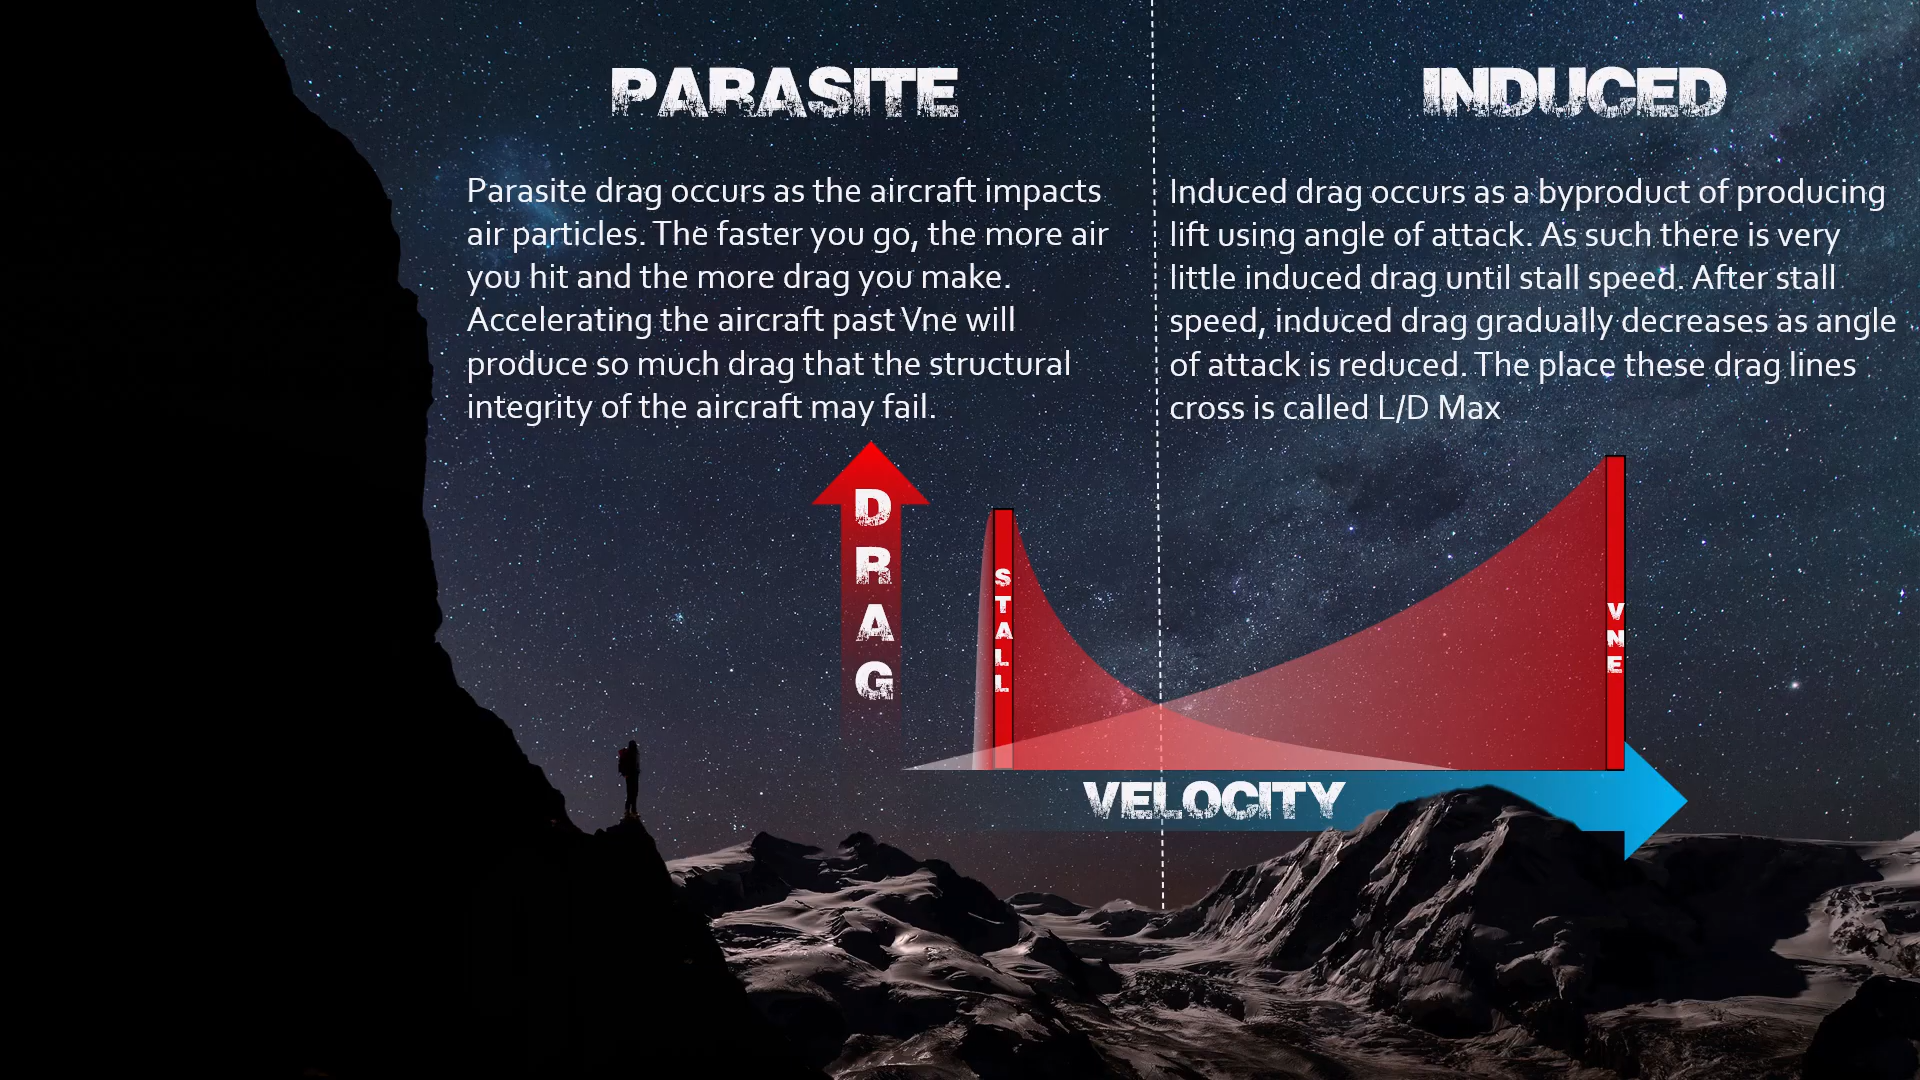 PARASITE
Parasite drag occurs as the aircraft impacts
air particles. The faster you go, the more air
you hit and the more drag you make.
Accelerating the aircraft past Vne will
produce so much drag that the structural
integrity of the aircraft may fail.
INDUCED
Induced drag occurs as a byproduct of producing
lift using angle of attack. As such there is very
little induced drag until stall speed. After stall
speed, induced drag gradually decreases as angle
of attack is reduced. The place these drag lines
cross is called L/D Max
DRAG
STALL
VNE
VELOCITY